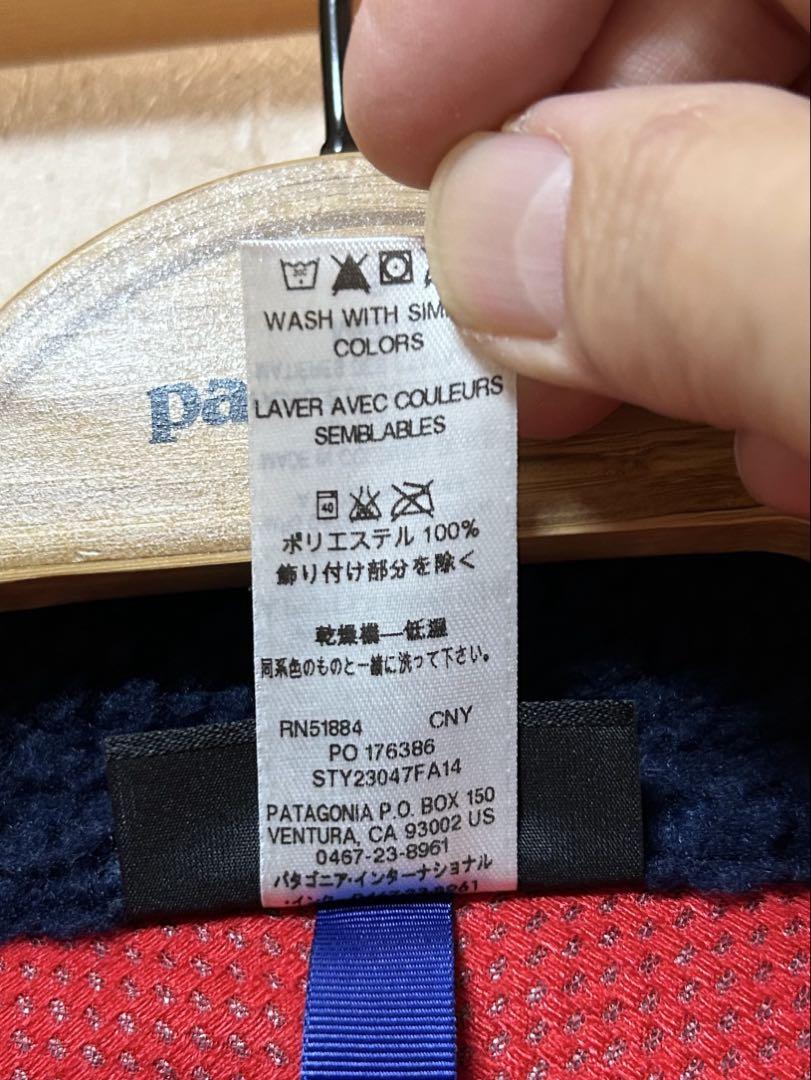 WASH WITH SIM
COLORS
pa
LAVER AVEC COULEURS
SEMBLABLES
40
ポリエステル 100%
飾り付け部分を除く
乾燥機—低温
同系色のものと一緒に洗って下さい。
RN51884 CNY
PO 176386
STY23047FA14
PATAGONIA P.O. BOX 150
VENTURA, CA 93002 US
0467-23-8961
パタゴニア・インターナショナル